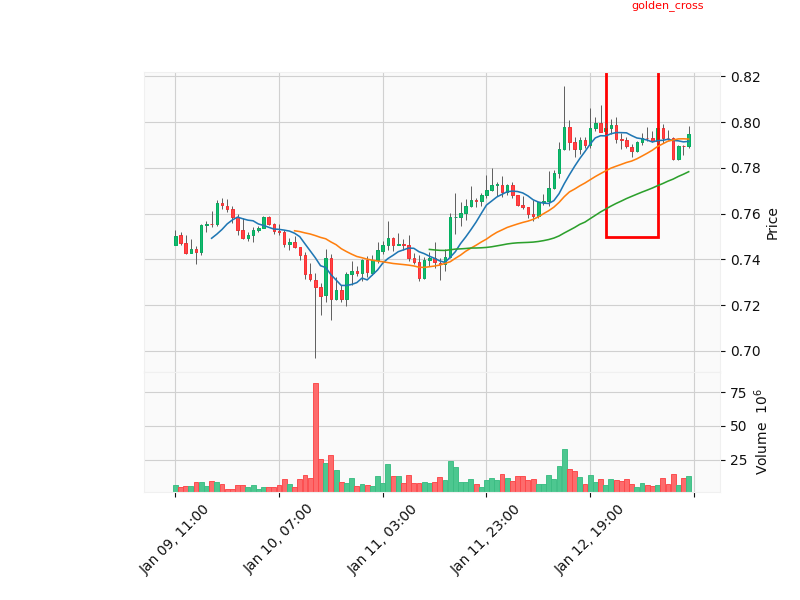 golden_cross
0.82
0.80
0.78
0.76
0.74
0.72
0.70
Price
75
50
25
Volume 10⁶
Jan 09, 11:00
Jan 10, 07:00
Jan 11, 03:00
Jan 11, 23:00
Jan 12, 19:00